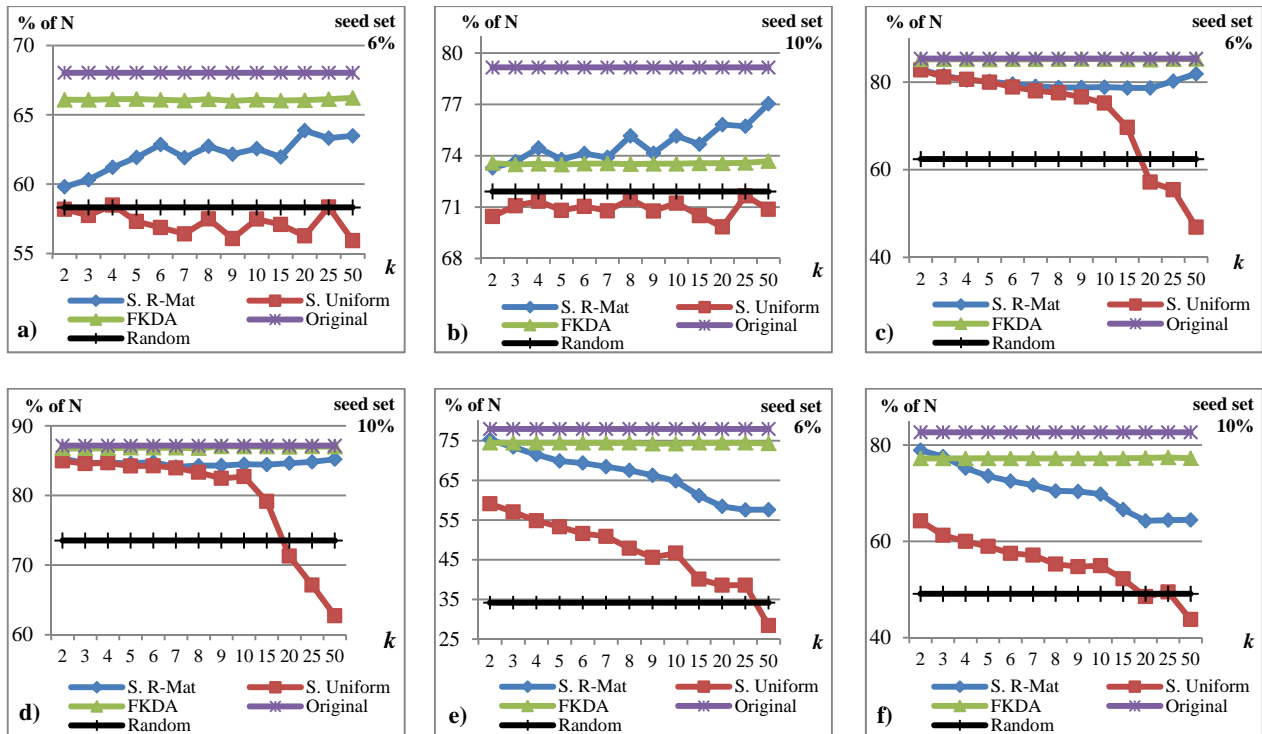 % of N seed set
6%
70
65
60
55
2 3 4 5 6 7 8 9 10 15 20 25 50 k
S. R-Mat S. Uniform
FKDA Original
Random
a)
% of N seed set
10%
80
77
74
71
68
2 3 4 5 6 7 8 9 10 15 20 25 50 k
S. R-Mat S. Uniform
FKDA Original
Random
b)
% of N seed set
6%
80
60
40
2 3 4 5 6 7 8 9 10 15 20 25 50
k
S. R-Mat S. Uniform
FKDA Original
Random
c)
% of N seed set
10%
90
80
70
60
2 3 4 5 6 7 8 9 10 15 20 25 50
k
S. R-Mat S. Uniform
FKDA Original
Random
d)
% of N seed set
6%
75
65
55
45
35
25
2 3 4 5 6 7 8 9 10 15 20 25 50
k
S. R-Mat S. Uniform
FKDA Original
Random
e)
% of N seed set
10%
80
60
40
2 3 4 5 6 7 8 9 10 15 20 25 50
k
S. R-Mat S. Uniform
FKDA Original
Random
f)